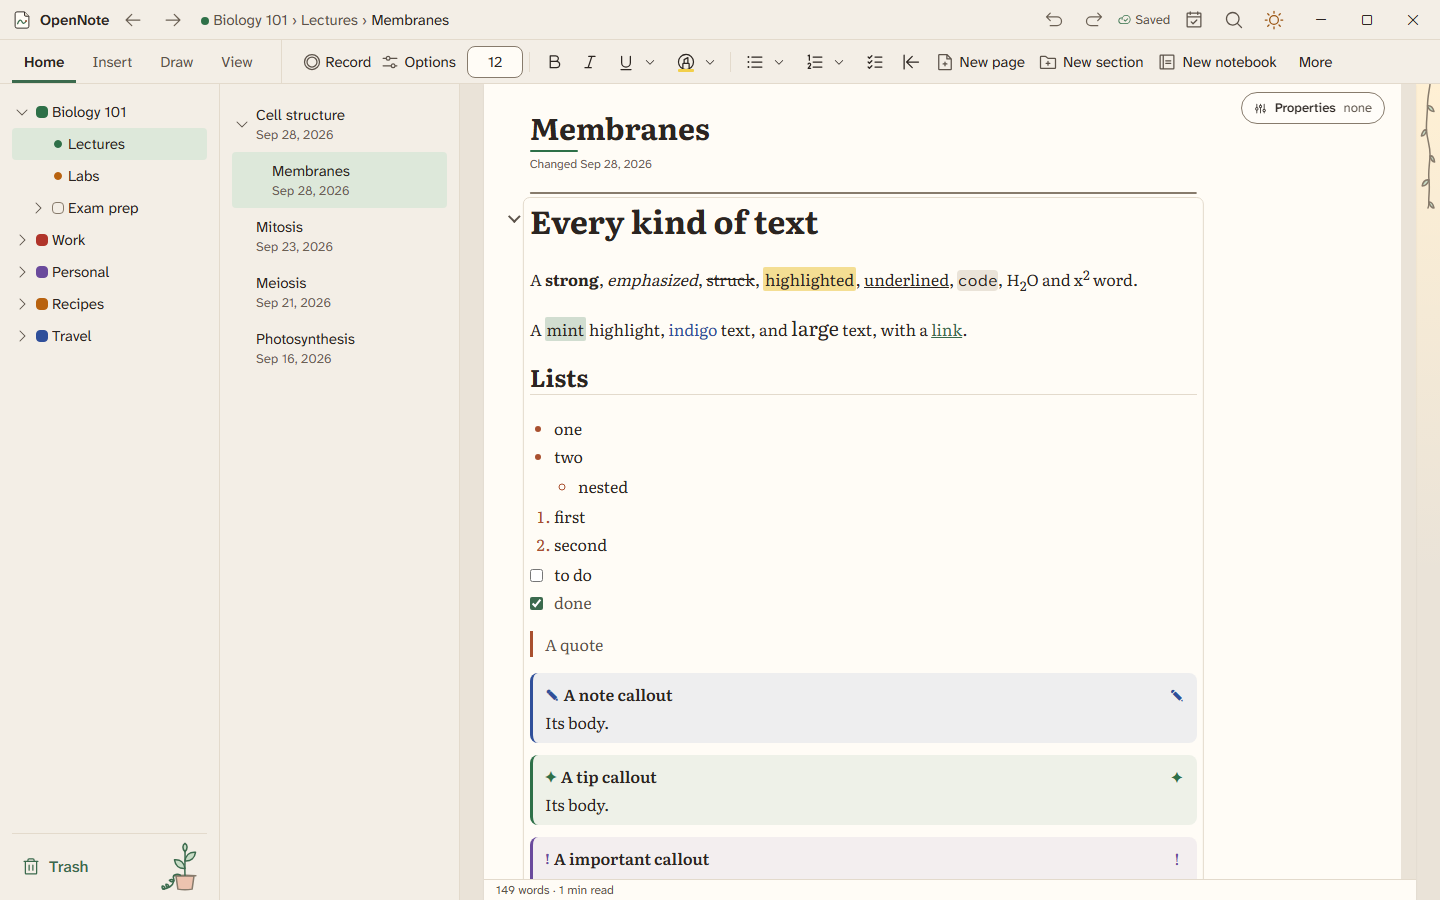 OpenNote
Biology 101 › Lectures › Membranes
Saved
Home
Insert
Draw
View
Record
Options
12
B
I
U
A
New page
New section
New notebook
More
Biology 101
Lectures
Labs
Exam prep
Work
Personal
Recipes
Travel
Trash
Cell structure
Sep 28, 2026
Membranes
Sep 28, 2026
Mitosis
Sep 23, 2026
Meiosis
Sep 21, 2026
Photosynthesis
Sep 16, 2026
Properties none
Membranes
Changed Sep 28, 2026
Every kind of text
A strong, emphasized, struck, highlighted, underlined, code, H2O and x2 word.
A mint highlight, indigo text, and large text, with a link.
Lists
one
two
nested
1. first
2. second
to do
done
A quote
A note callout
Its body.
A tip callout
Its body.
! A important callout !
149 words · 1 min read